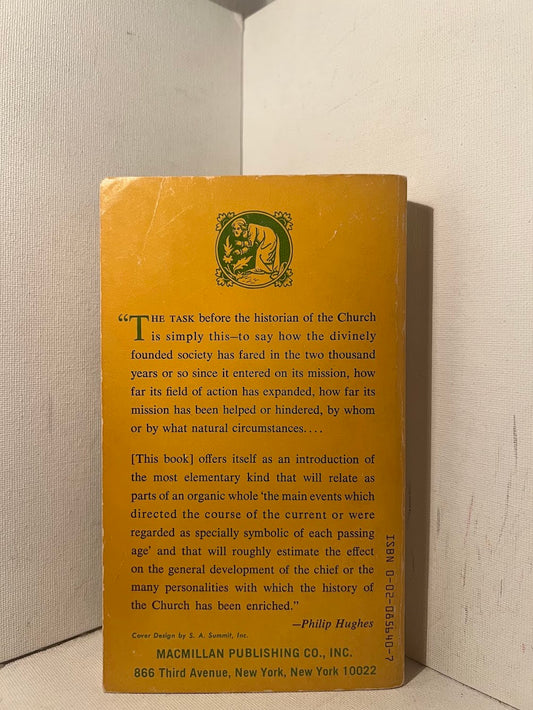 “THE TASK before the historian of the Church
is simply this—to say how the divinely
founded society has fared in the two thousand
years or so since it entered on its mission, how
far its field of action has expanded, how far its
mission has been helped or hindered, by whom
or by what natural circumstances....
[This book] offers itself as an introduction of
the most elementary kind that will relate as
parts of an organic whole ‘the main events which
directed the course of the current or were
regarded as specially symbolic of each passing
age’ and that will roughly estimate the effect
on the general development of the chief or the
many personalities with which the history of
the Church has been enriched.”
—Philip Hughes
Cover Design by S. A. Summit, Inc.
MACMILLAN PUBLISHING CO., INC.
866 Third Avenue, New York, New York 10022
ISBN 0-02-085640-7